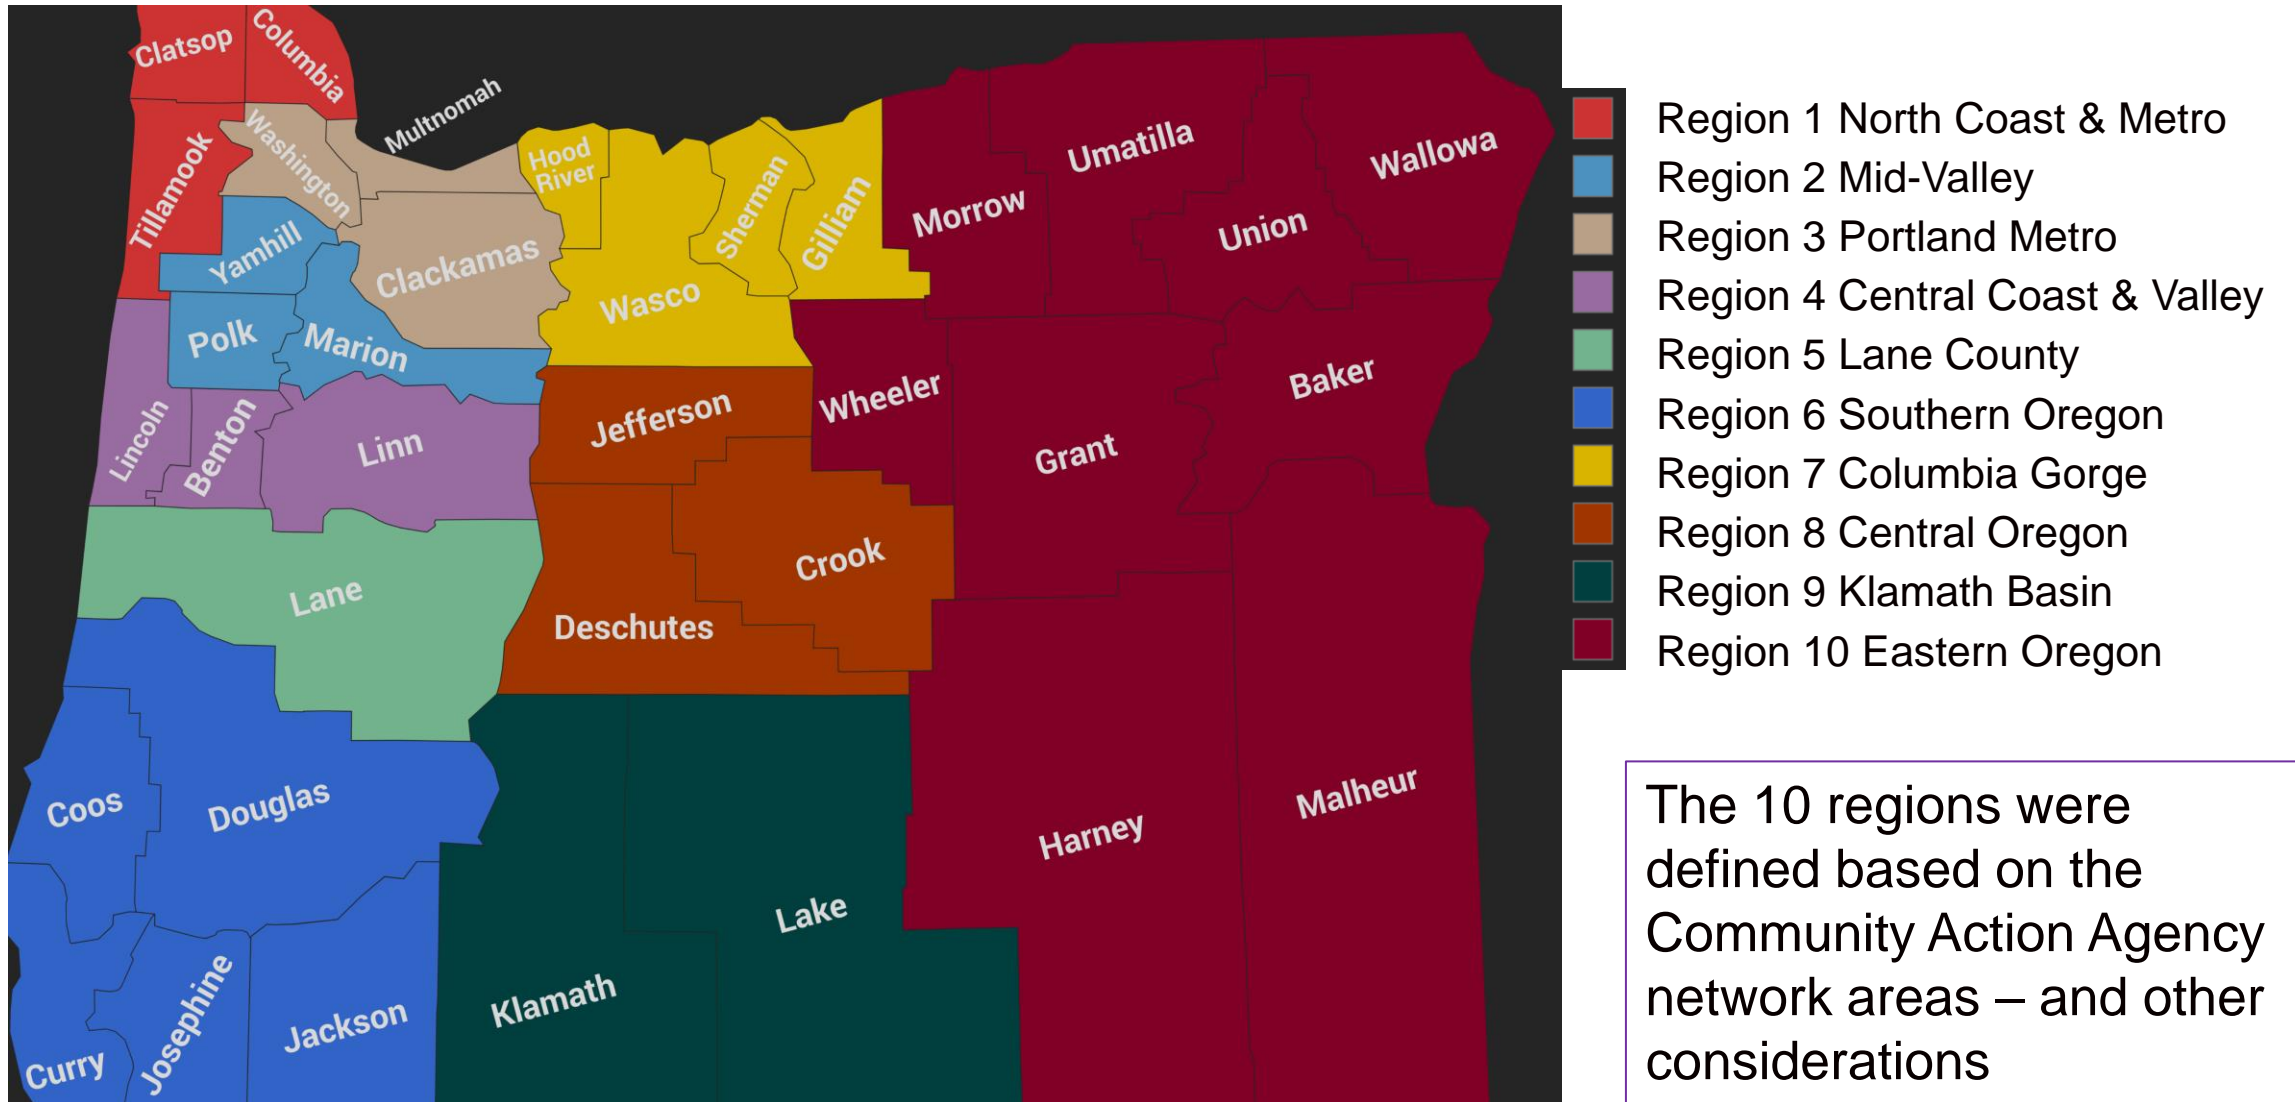 Clatsop
Columbia
Multnomah
Tillamook
Washington
Hood
River
Sherman
Gilliam
Morrow
Umatilla
Union
Wallowa
Yamhill
Clackamas
Wasco
Polk
Marion
Lincoln
Benton
Linn
Jefferson
Wheeler
Grant
Baker
Lane
Crook
Deschutes
Coos
Douglas
Harney
Malheur
Lake
Klamath
Curry
Josephine
Jackson
Region 1 North Coast & Metro
Region 2 Mid-Valley
Region 3 Portland Metro
Region 4 Central Coast & Valley
Region 5 Lane County
Region 6 Southern Oregon
Region 7 Columbia Gorge
Region 8 Central Oregon
Region 9 Klamath Basin
Region 10 Eastern Oregon
The 10 regions were
defined based on the
Community Action Agency
network areas – and other
considerations